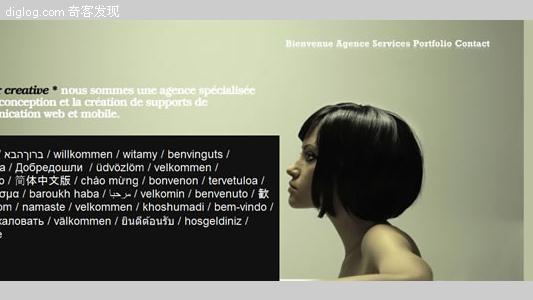 diglog.com 奇客发现
Bienvenue Agence Services Portfolio Contact
creative * nous sommes une agence spécialisée
conception et la création de supports de
nication web et mobile.
/ ברוךהבא / willkommen / witamy / benvinguts /
a / Добредошли / üdvözlöm / velkommen /
o / 简体中文版 / chào mừng / bonvenon / tervetuloa /
σμα / baroukh haba / مرحبا / velkomin / benvenuto / 歡
om / namaste / velkommen / khoshumadi / bem-vindo /
жаловать / välkommen / ยินดีต้อนรับ / hosgeldiniz /
e